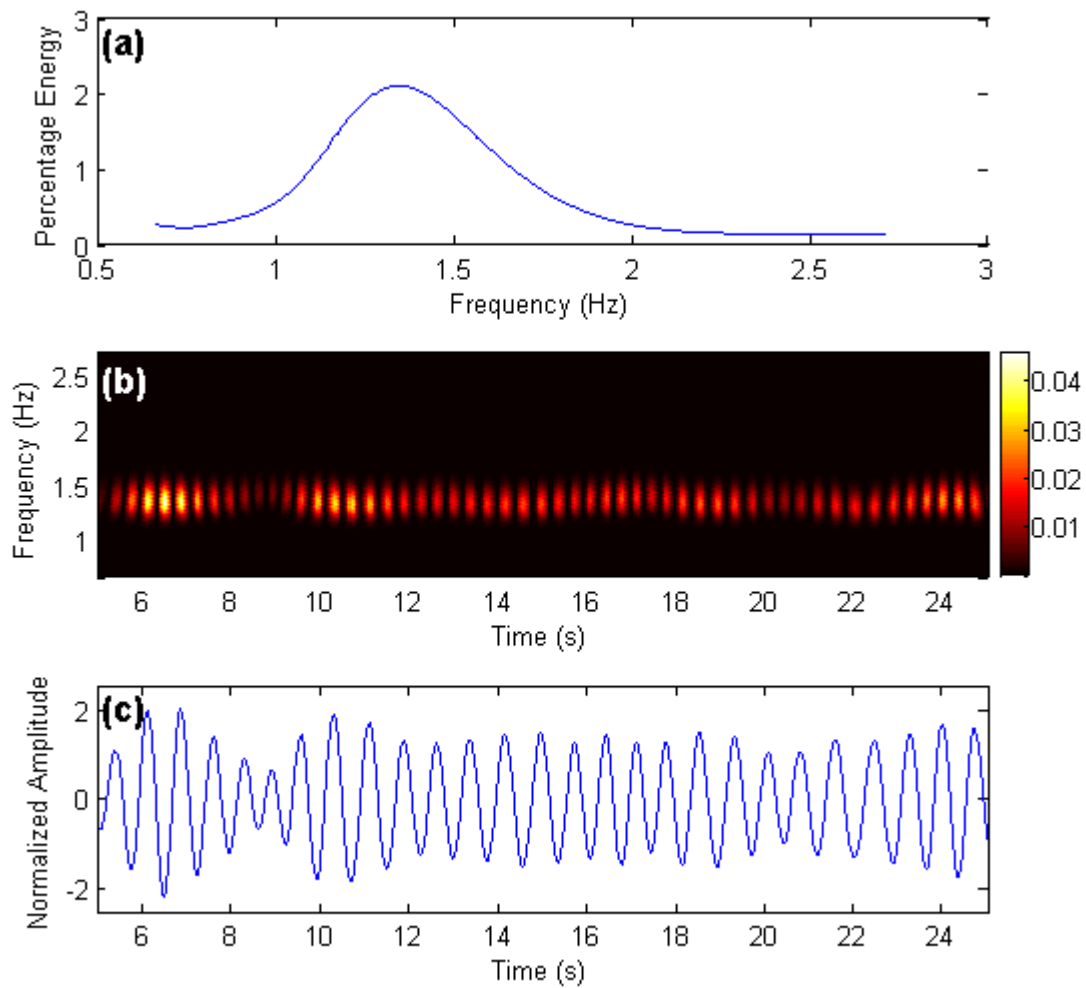 (a)
Percentage Energy
3
2
1
0
0.5 1 1.5 2 2.5 3
Frequency (Hz)
(b)
Frequency (Hz)
2.5
2
1.5
1
0.04
0.03
0.02
0.01
6 8 10 12 14 16 18 20 22 24
Time (s)
(c)
Normalized Amplitude
2
0
-2
6 8 10 12 14 16 18 20 22 24
Time (s)